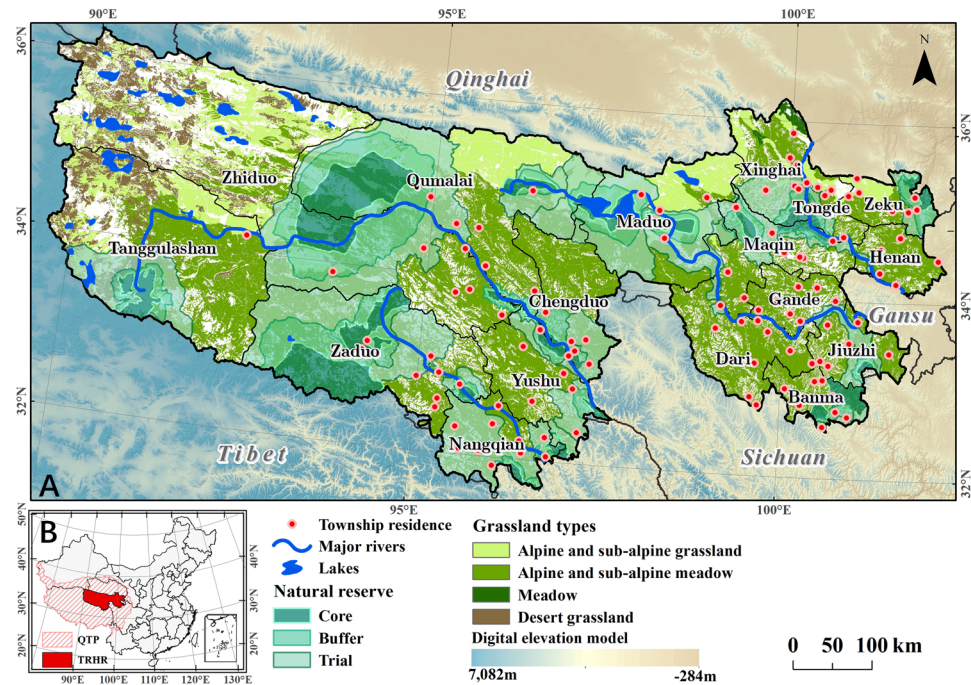 90°E
95°E
100°E
N
36°N
36°N
Qinghai
Xinghai
Zhiduo
Qumalai
Tongde
Zeku
34°N
Maduo
Tanggulashan
Maqin
Henan
34°N
Chengduo
Gande
Gansu
Zaduo
Dari
Jiuzhi
Yushu
Banma
32°N
Nangqian
Tibet
Sichuan
A
32°N
95°E
100°E
B
50°N
40°N
30°N
20°N
40°N
30°N
20°N
QTP
TRHR
90°E
100°E
110°E
120°E
130°E
Township residence
Major rivers
Lakes
Natural reserve
Core
Buffer
Trial
Grassland types
Alpine and sub-alpine grassland
Alpine and sub-alpine meadow
Meadow
Desert grassland
Digital elevation model
7,082m
-284m
0 50 100 km